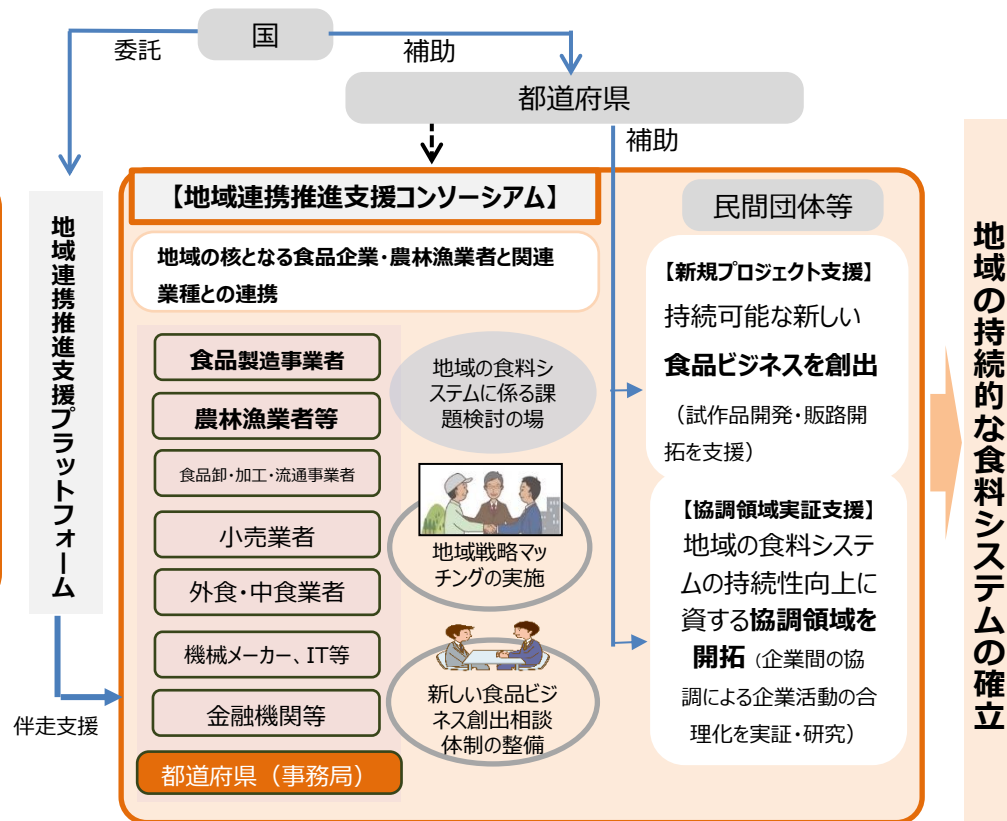 国
委託
補助
都道府県
補助
地域連携推進支援プラットフォーム
伴走支援
【地域連携推進支援コンソーシアム】
地域の核となる食品企業・農林漁業者と関連
業種との連携
食品製造事業者
農林漁業者等
食品卸・加工・流通事業者
小売業者
外食・中食業者
機械メーカー、IT等
金融機関等
都道府県（事務局）
地域の食料シ
ステムに係る課
題検討の場
地域戦略マッ
チングの実施
新しい食品ビジ
ネス創出相談
体制の整備
民間団体等
【新規プロジェクト支援】
持続可能な新しい
食品ビジネスを創出
（試作品開発・販路開
拓を支援）
【協調領域実証支援】
地域の食料システ
ムの持続性向上に
資する協調領域を
開拓（企業間の協
調による企業活動の合
理化を実証・研究）
地域の持続的な食料システムの確立